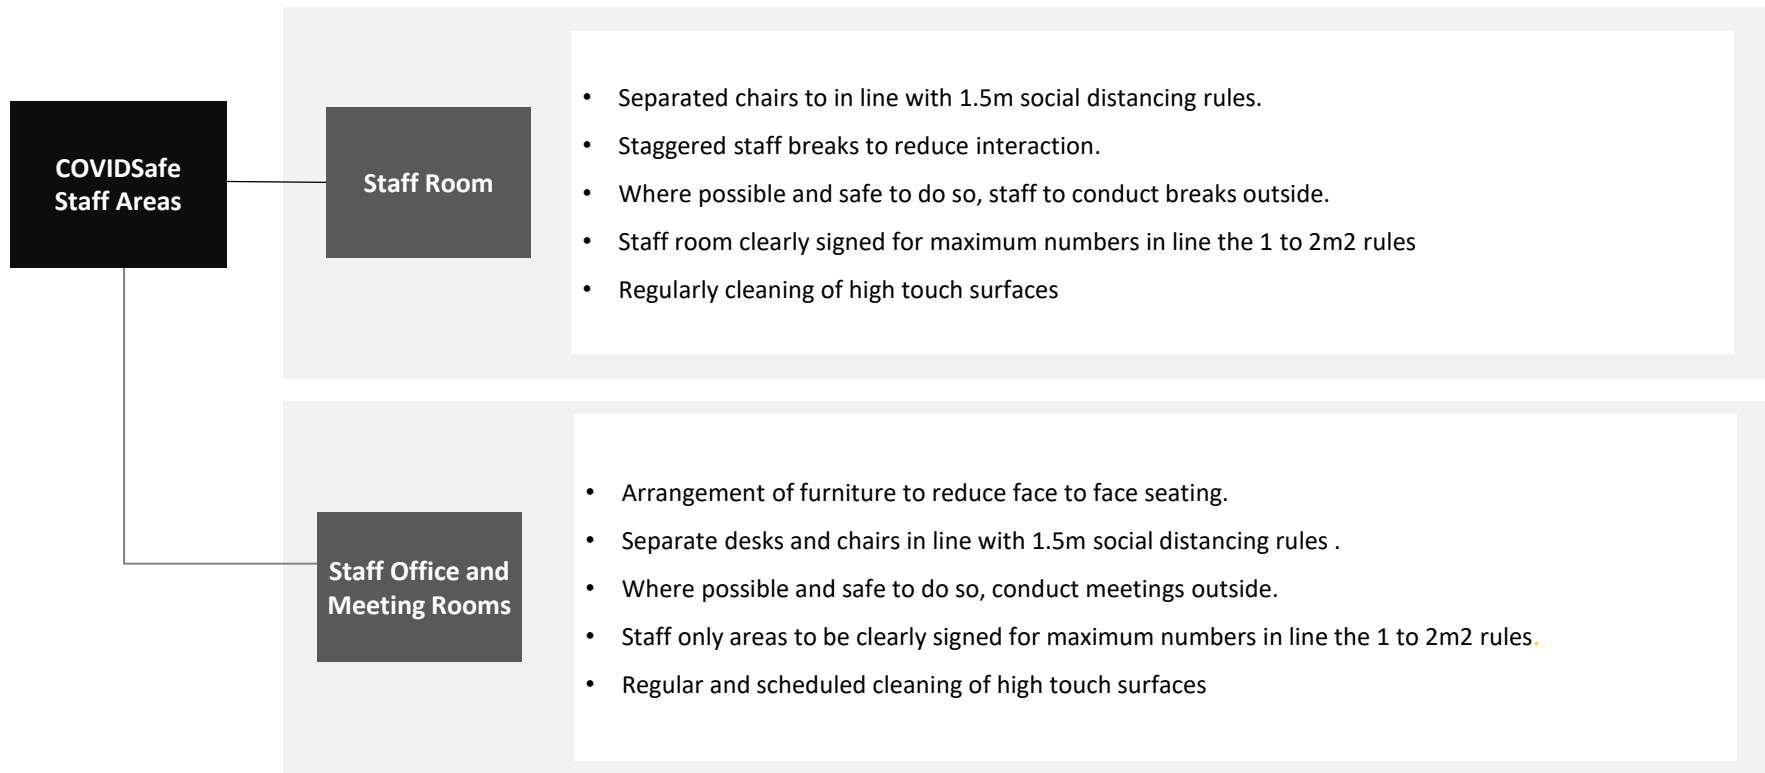 COVIDSafe
Staff Areas
Staff Room
• Separated chairs to in line with 1.5m social distancing rules.
• Staggered staff breaks to reduce interaction.
• Where possible and safe to do so, staff to conduct breaks outside.
• Staff room clearly signed for maximum numbers in line the 1 to 2m2 rules
• Regularly cleaning of high touch surfaces
Staff Office and
Meeting Rooms
• Arrangement of furniture to reduce face to face seating.
• Separate desks and chairs in line with 1.5m social distancing rules .
• Where possible and safe to do so, conduct meetings outside.
• Staff only areas to be clearly signed for maximum numbers in line the 1 to 2m2 rules.
• Regular and scheduled cleaning of high touch surfaces